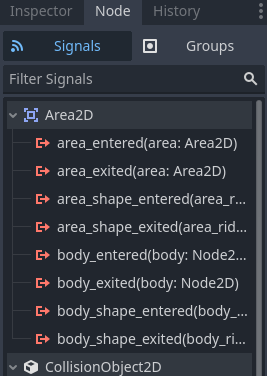 Inspector Node History
Signals Groups
Filter Signals
Area2D
area_entered(area: Area2D)
area_exited(area: Area2D)
area_shape_entered(area_r...
area_shape_exited(area_rid...
body_entered(body: Node2...
body_exited(body: Node2D)
body_shape_entered(body_...
body_shape_exited(body_ri...
CollisionObject2D